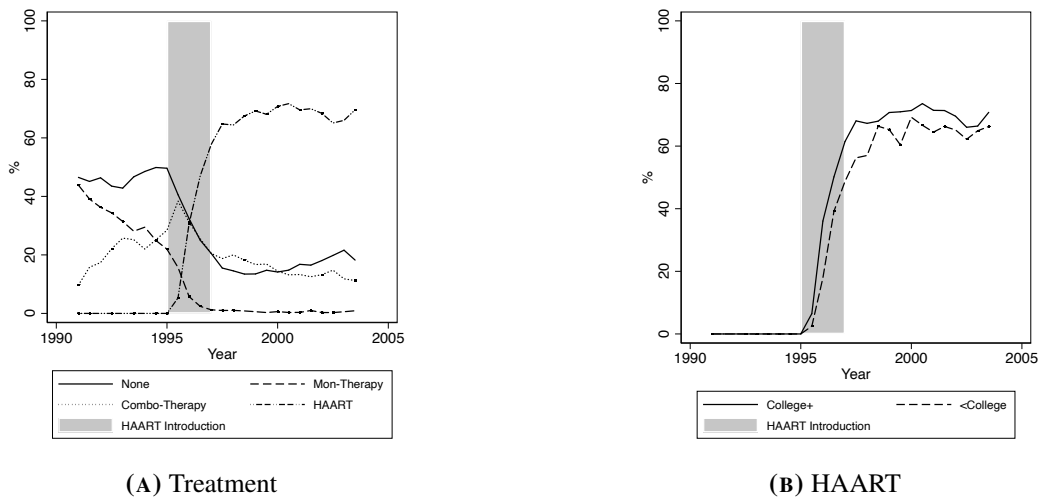 100
80
60
%
40
20
0
1990 1995 2000 2005
Year
None Mon-Therapy
Combo-Therapy HAART
HAART Introduction
(A) Treatment
100
80
60
%
40
20
0
1990 1995 2000 2005
Year
College+ <College
HAART Introduction
(B) HAART